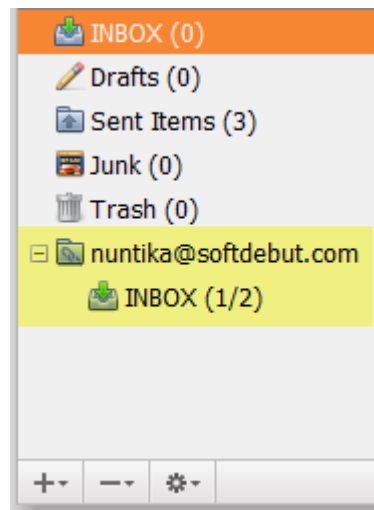 INBOX (0)
Drafts (0)
Sent Items (3)
Junk (0)
Trash (0)
nuntika@softdebut.com
INBOX (1/2)